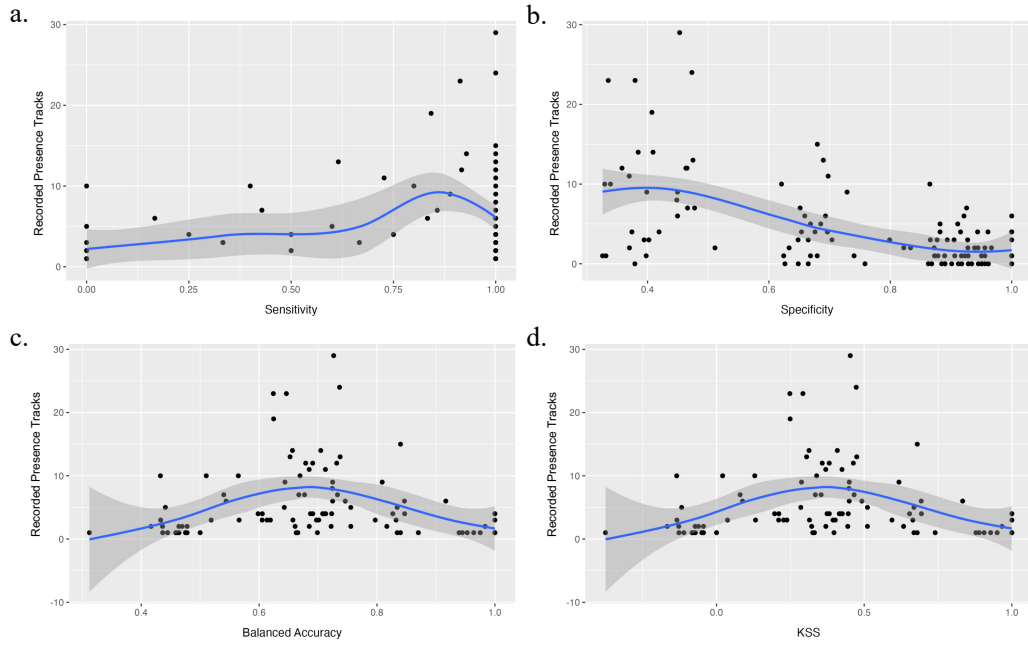 a.
30
20
10
0
Recorded Presence Tracks
0.00 0.25 0.50 0.75 1.00
Sensitivity
b.
30
20
10
0
Recorded Presence Tracks
0.4 0.6 0.8 1.0
Specificity
c.
30
20
10
0
-10
Recorded Presence Tracks
0.4 0.6 0.8 1.0
Balanced Accuracy
d.
30
20
10
0
-10
Recorded Presence Tracks
0.0 0.5 1.0
KSS